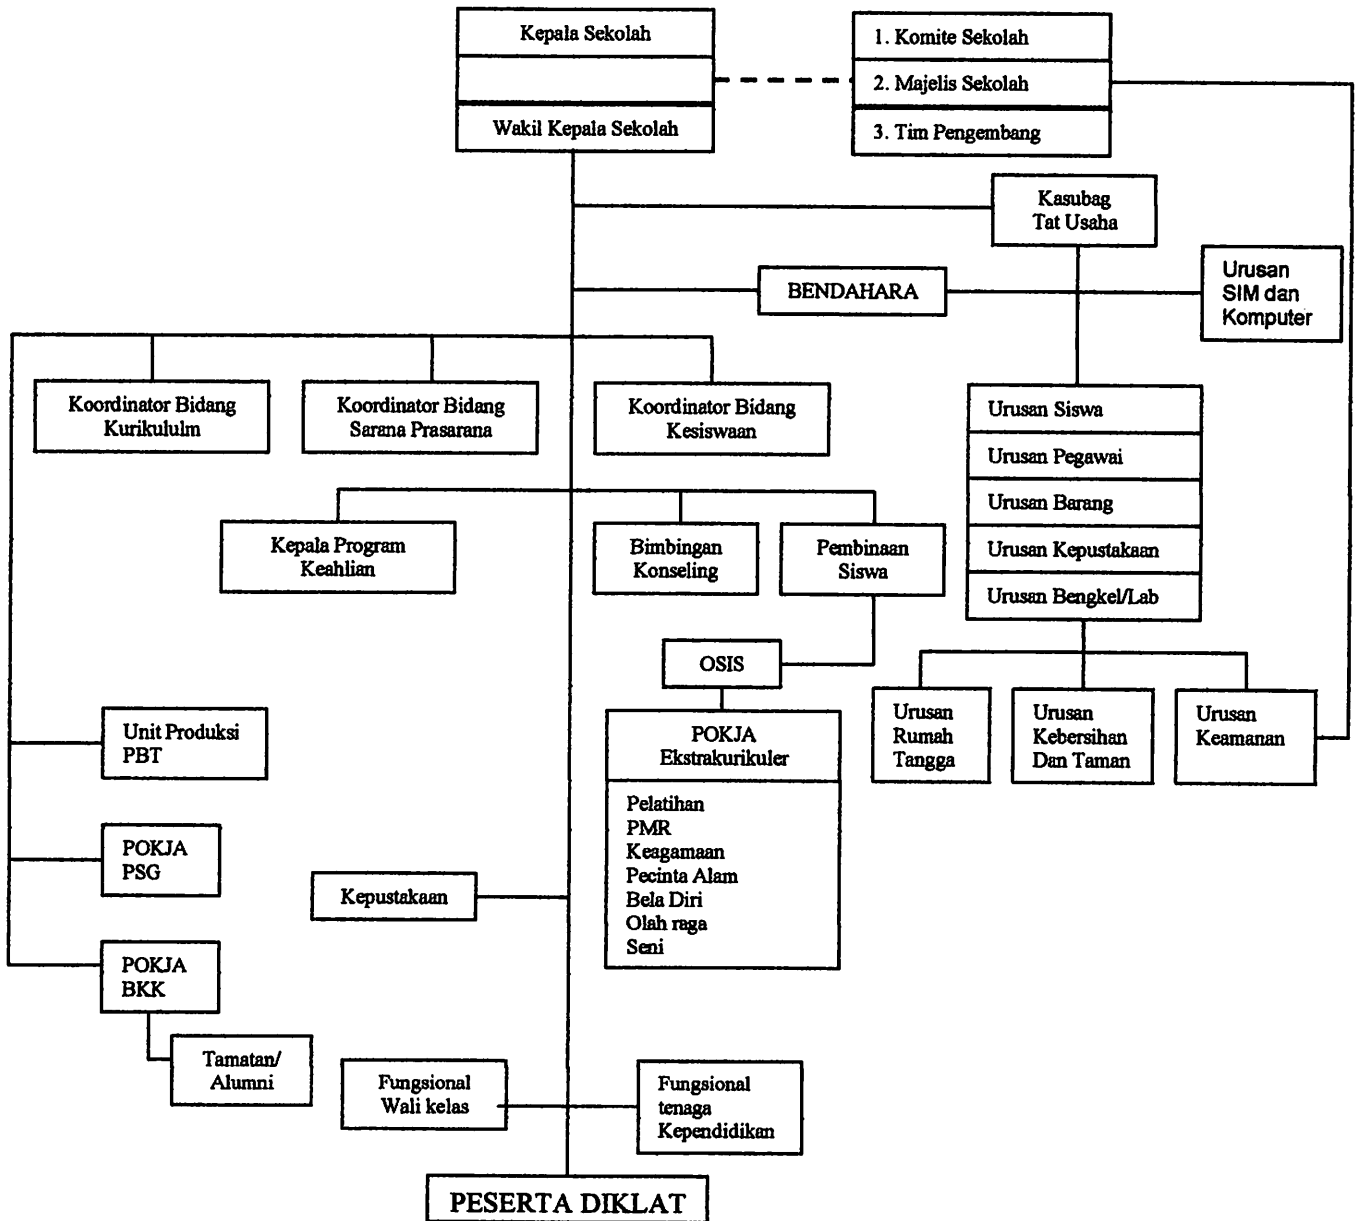 Kepala Sekolah
Wakil Kepala Sekolah
1. Komite Sekolah
2. Majelis Sekolah
3. Tim Pengembang
Kasubag
Tat Usaha
BENDAHARA
Urusan
SIM dan
Komputer
Koordinator Bidang
Kurikululm
Koordinator Bidang
Sarana Prasarana
Koordinator Bidang
Kesiswaan
Urusan Siswa
Urusan Pegawai
Urusan Barang
Urusan Kepustakaan
Urusan Bengkel/Lab
Kepala Program
Keahlian
Bimbingan
Konseling
Pembinaan
Siswa
OSIS
POKJA
Ekstrakurikuler
Pelatihan
PMR
Keagamaan
Pecinta Alam
Bela Diri
Olah raga
Seni
Urusan
Rumah
Tangga
Urusan
Kebersihan
Dan Taman
Urusan
Keamanan
Unit Produksi
PBT
POKJA
PSG
Kepustakaan
POKJA
BKK
Tamatan/
Alumni
Fungsional
Wali kelas
Fungsional
tenaga
Kependidikan
PESERTA DIKLAT